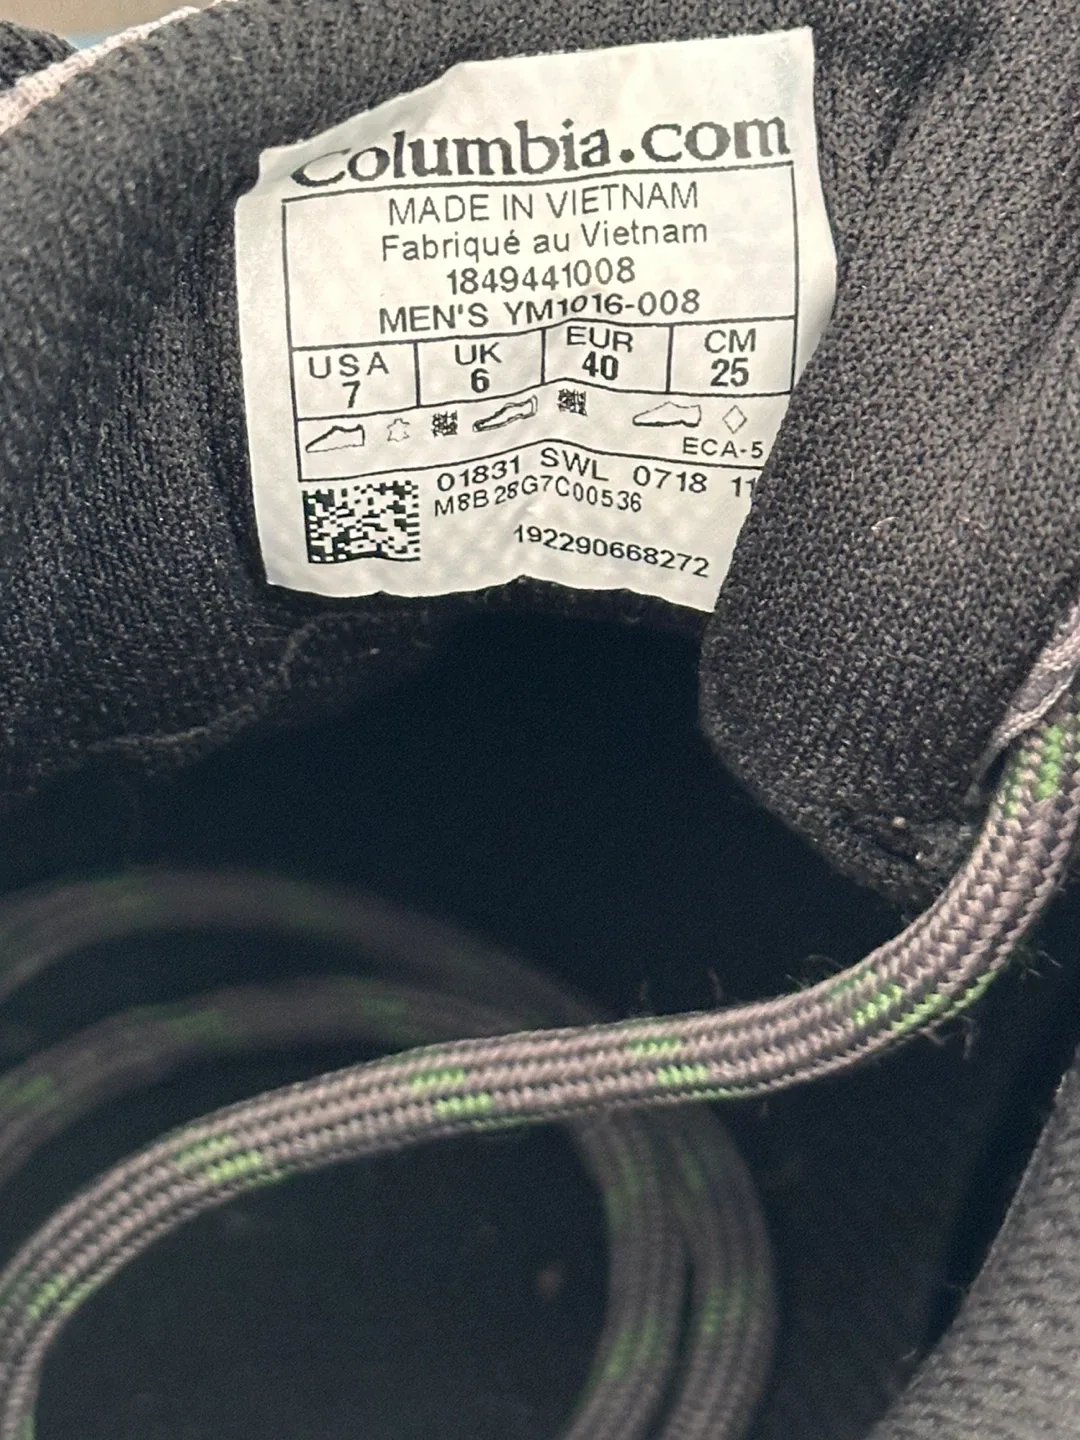 Columbia.com
MADE IN VIETNAM
Fabriqué au Vietnam
1849441008
MEN'S YM1016-008
USA UK EUR CM
7 6 40 25
ECA-5
01831 SWL 0718 11
M8B28G7C00536
192290668272